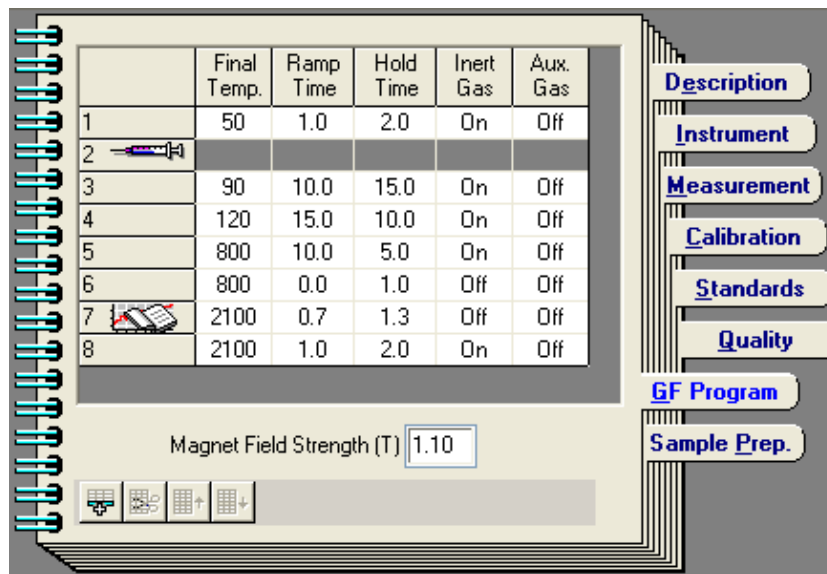 Final Temp. Ramp Time Hold Time Inert Gas Aux. Gas
1 50 1.0 2.0 On Off
2
3 90 10.0 15.0 On Off
4 120 15.0 10.0 On Off
5 800 10.0 5.0 On Off
6 800 0.0 1.0 Off Off
7 2100 0.7 1.3 Off Off
8 2100 1.0 2.0 On Off
Magnet Field Strength (T) 1.10
Description
Instrument
Measurement
Calibration
Standards
Quality
GF Program
Sample Prep.